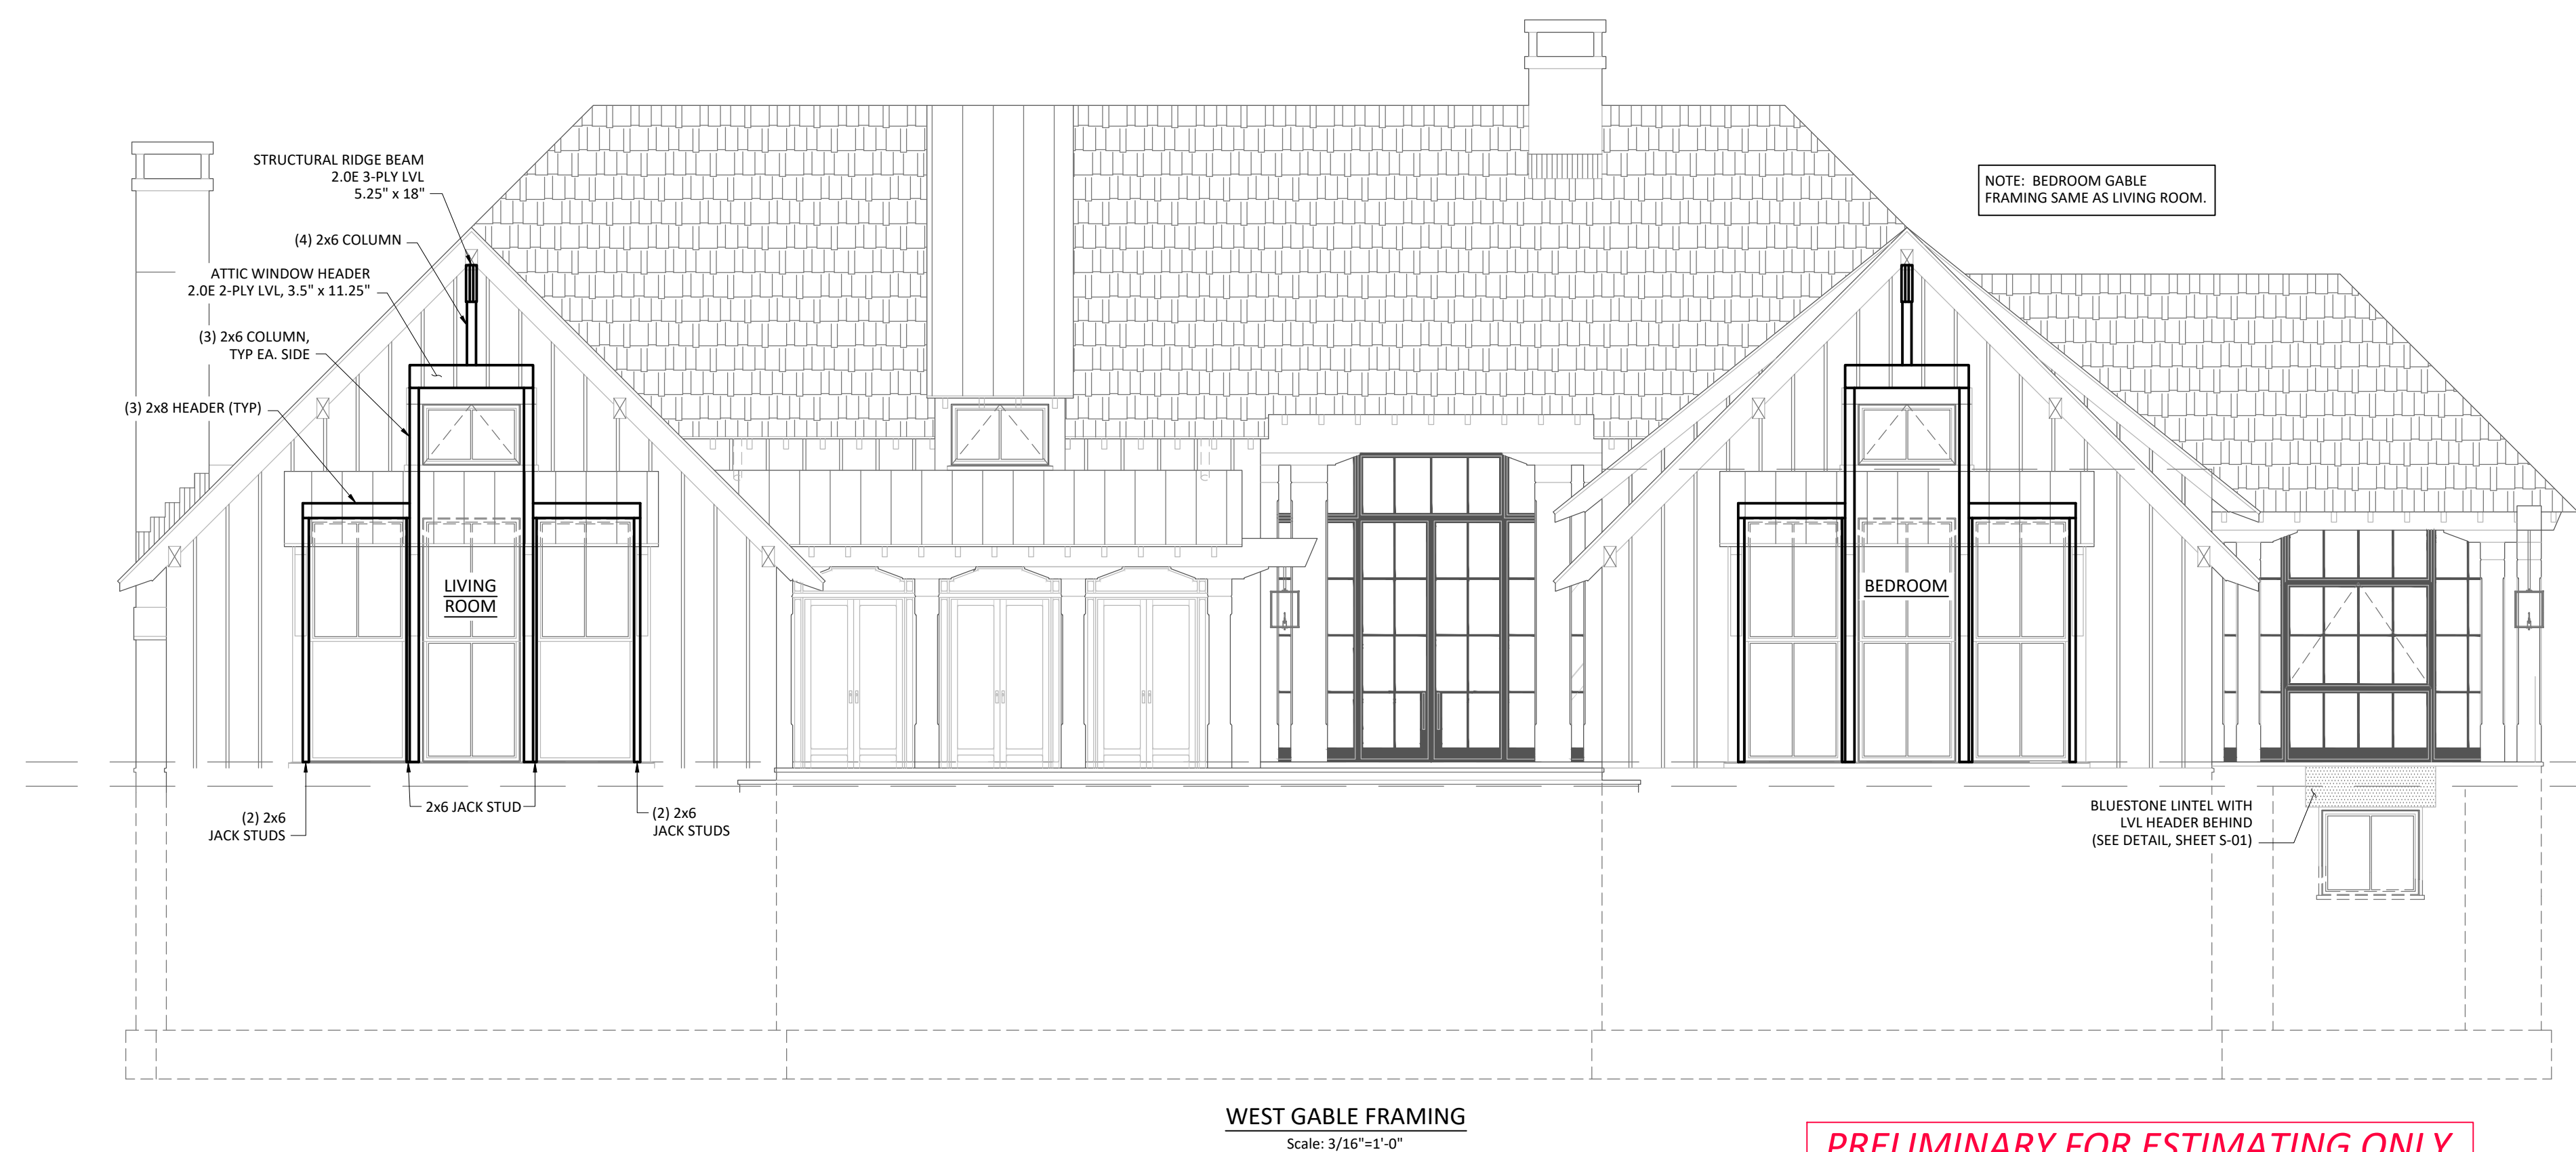 STRUCTURAL RIDGE BEAM
2.0E 3-PLY LVL
5.25" x 18"
(4) 2x6 COLUMN
ATTIC WINDOW HEADER
2.0E 2-PLY LVL, 3.5" x 11.25"
(3) 2x6 COLUMN,
TYP EA. SIDE
(3) 2x8 HEADER (TYP)
NOTE: BEDROOM GABLE
FRAMING SAME AS LIVING ROOM.
LIVING
ROOM
BEDROOM
(2) 2x6
JACK STUDS
2x6 JACK STUD
(2) 2x6
JACK STUDS
BLUESTONE LINTEL WITH
LVL HEADER BEHIND
(SEE DETAIL, SHEET S-01)
WEST GABLE FRAMING
Scale: 3/16"=1'-0"
PRELIMINARY FOR ESTIMATING ONLY